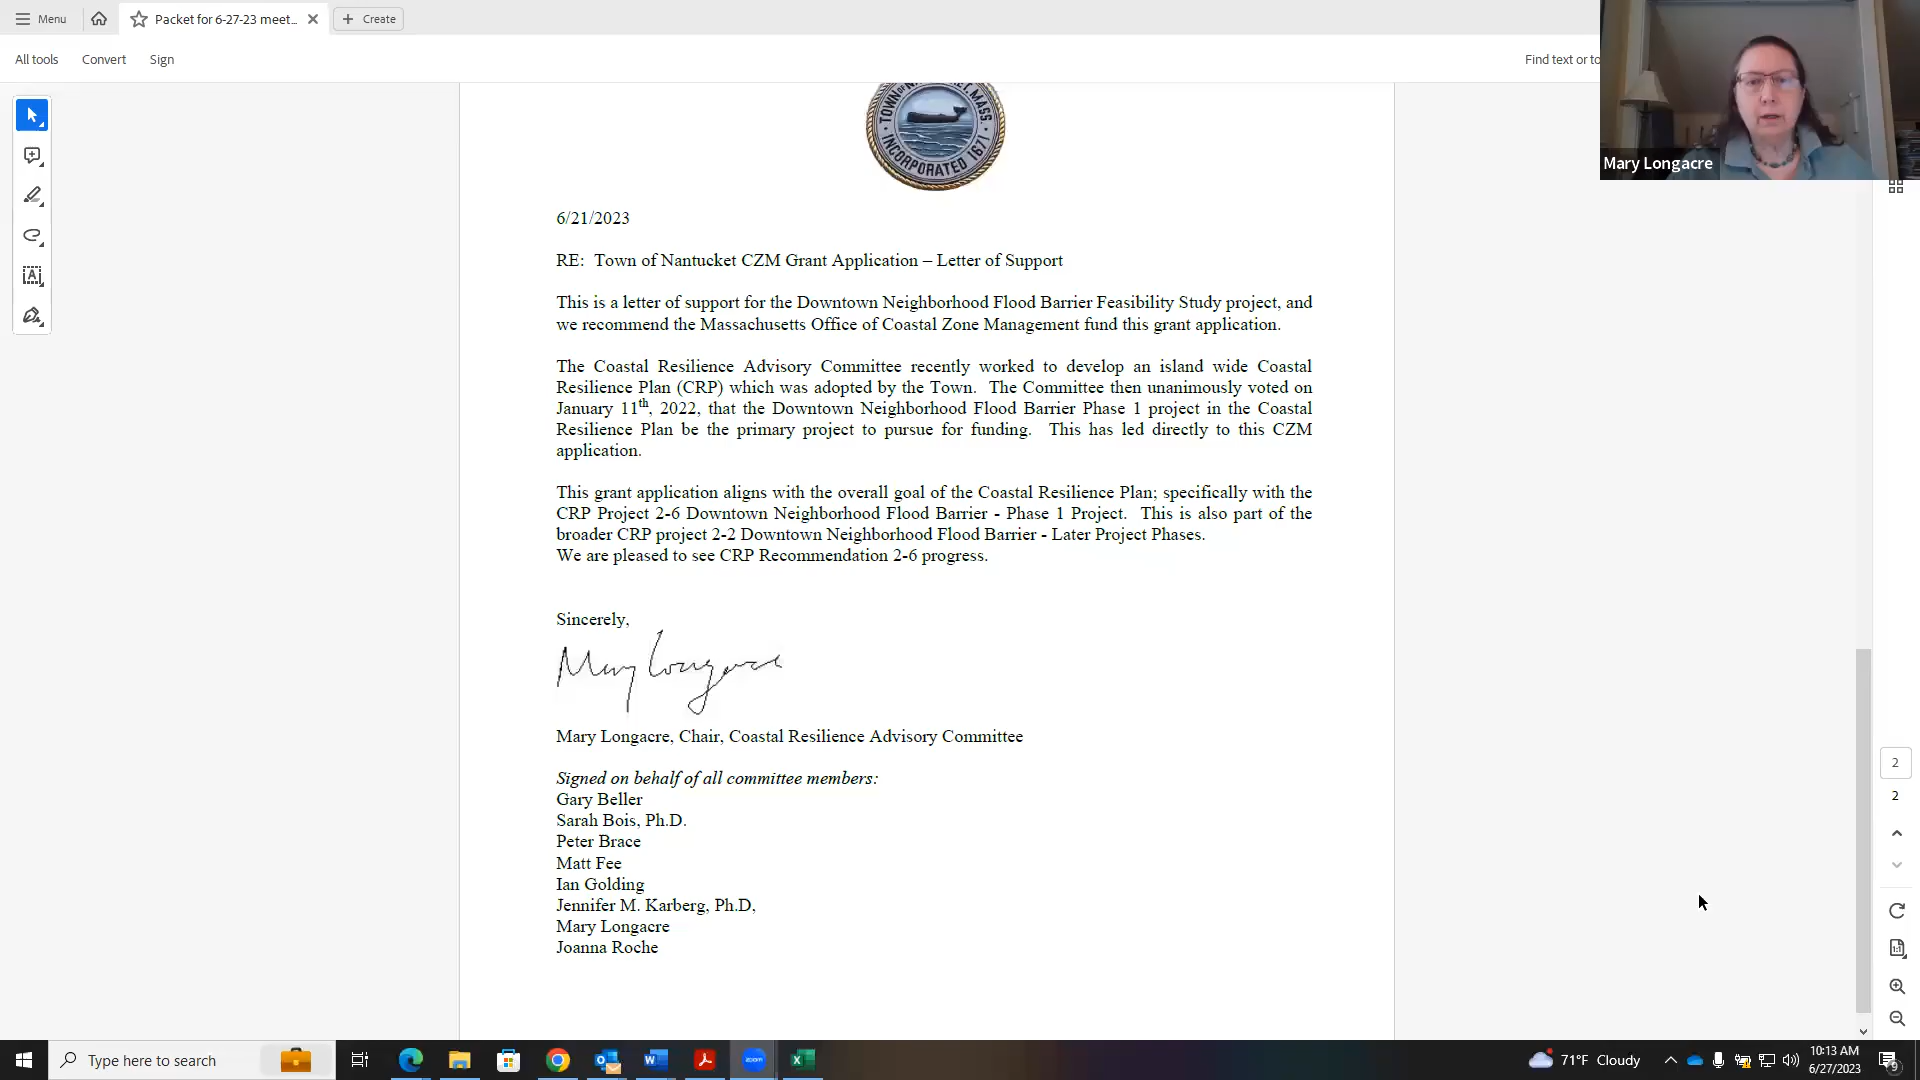 Menu
Packet for 6-27-23 meet...
Create
All tools
Convert
Sign
Find text or to
Mary Longacre
TOWN OF N
ET, MASS.
INCORPORATED 1671
6/21/2023
RE: Town of Nantucket CZM Grant Application – Letter of Support
This is a letter of support for the Downtown Neighborhood Flood Barrier Feasibility Study project, and
we recommend the Massachusetts Office of Coastal Zone Management fund this grant application.
The Coastal Resilience Advisory Committee recently worked to develop an island wide Coastal
Resilience Plan (CRP) which was adopted by the Town. The Committee then unanimously voted on
January 11th, 2022, that the Downtown Neighborhood Flood Barrier Phase 1 project in the Coastal
Resilience Plan be the primary project to pursue for funding. This has led directly to this CZM
application.
This grant application aligns with the overall goal of the Coastal Resilience Plan; specifically with the
CRP Project 2-6 Downtown Neighborhood Flood Barrier - Phase 1 Project. This is also part of the
broader CRP project 2-2 Downtown Neighborhood Flood Barrier - Later Project Phases.
We are pleased to see CRP Recommendation 2-6 progress.
Sincerely,
Mary Longacre
Mary Longacre, Chair, Coastal Resilience Advisory Committee
Signed on behalf of all committee members:
Gary Beller
Sarah Bois, Ph.D.
Peter Brace
Matt Fee
Ian Golding
Jennifer M. Karberg, Ph.D,
Mary Longacre
Joanna Roche
2
2
Type here to search
zoom
71°F Cloudy
10:13 AM
6/27/2023
9